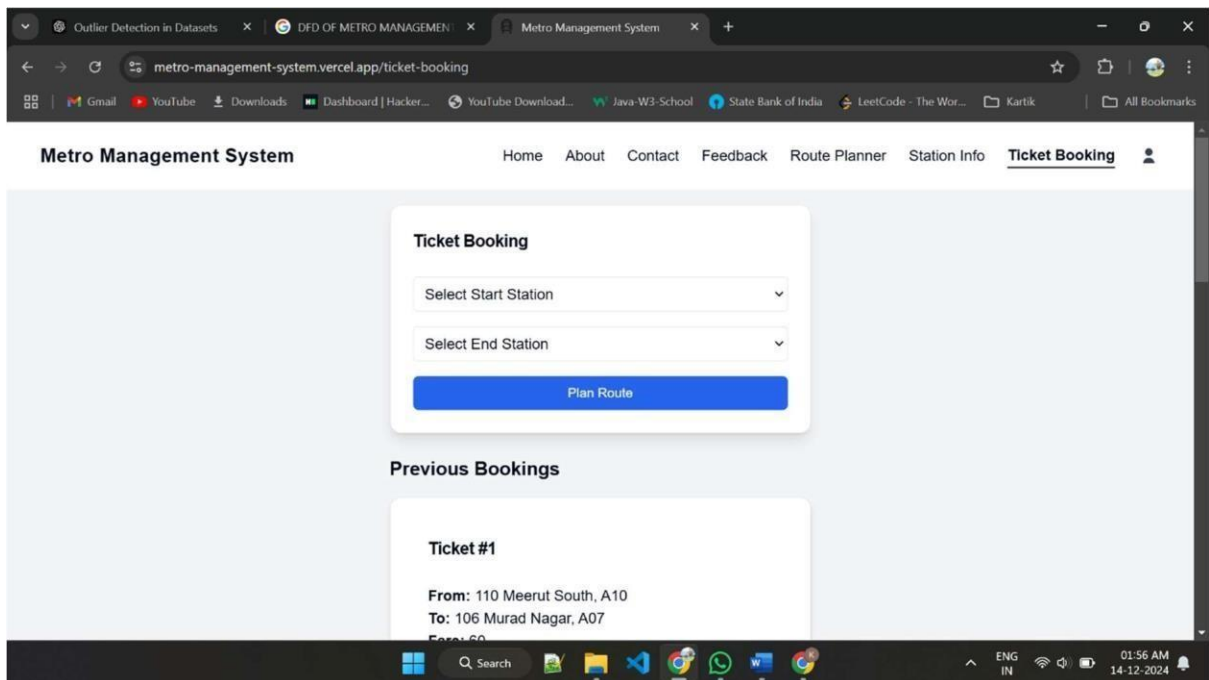 Outlier Detection in Datasets
DFD OF METRO MANAGEMEN
Metro Management System
metro-management-system.vercel.app/ticket-booking
Gmail YouTube Downloads Dashboard | Hacker... YouTube Download... Java-W3-School State Bank of India LeetCode - The Wor... Kartik All Bookmarks
Metro Management System
Home About Contact Feedback Route Planner Station Info Ticket Booking
Ticket Booking
Select Start Station
Select End Station
Plan Route
Previous Bookings
Ticket #1
From: 110 Meerut South, A10
To: 106 Murad Nagar, A07
Fare: 60
Search
ENG
IN
01:56 AM
14-12-2024